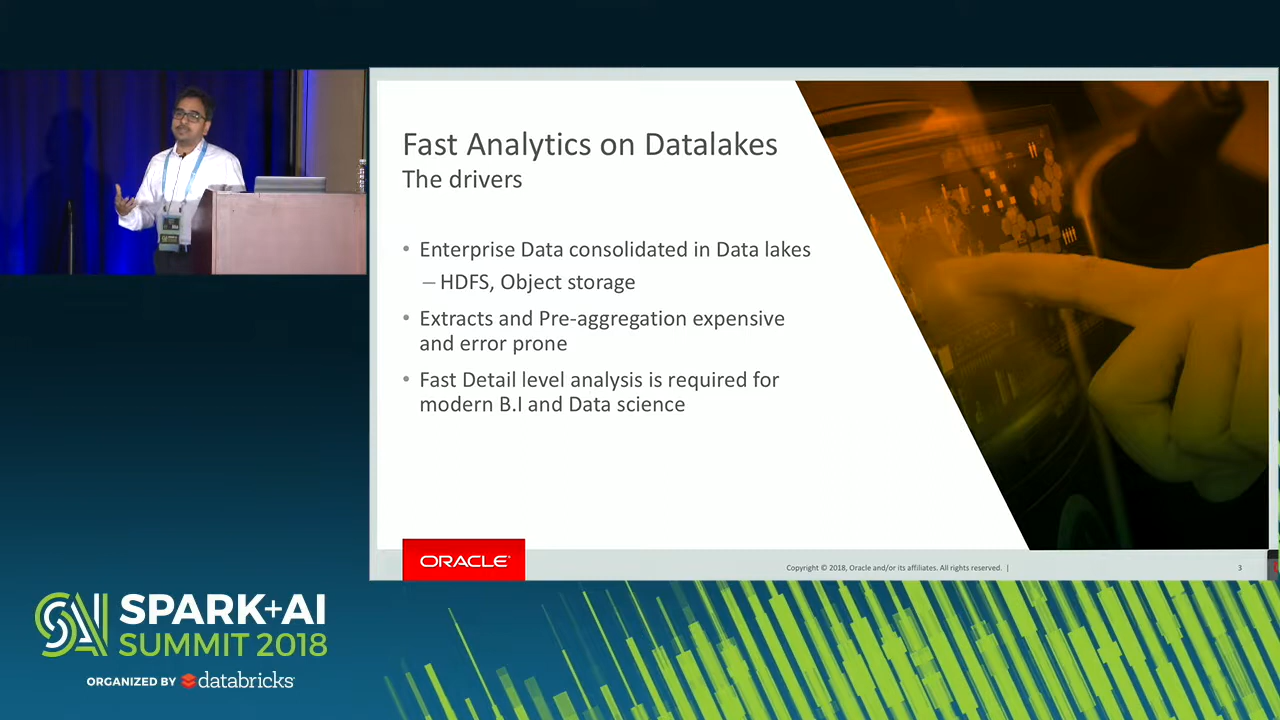 Fast Analytics on Datalakes
The drivers
• Enterprise Data consolidated in Data lakes
– HDFS, Object storage
• Extracts and Pre-aggregation expensive
and error prone
• Fast Detail level analysis is required for
modern B.I and Data science
ORACLE
Copyright © 2018, Oracle and/or its affiliates. All rights reserved. |
3
SAI
SPARK+AI
SUMMIT 2018
ORGANIZED BY databricks